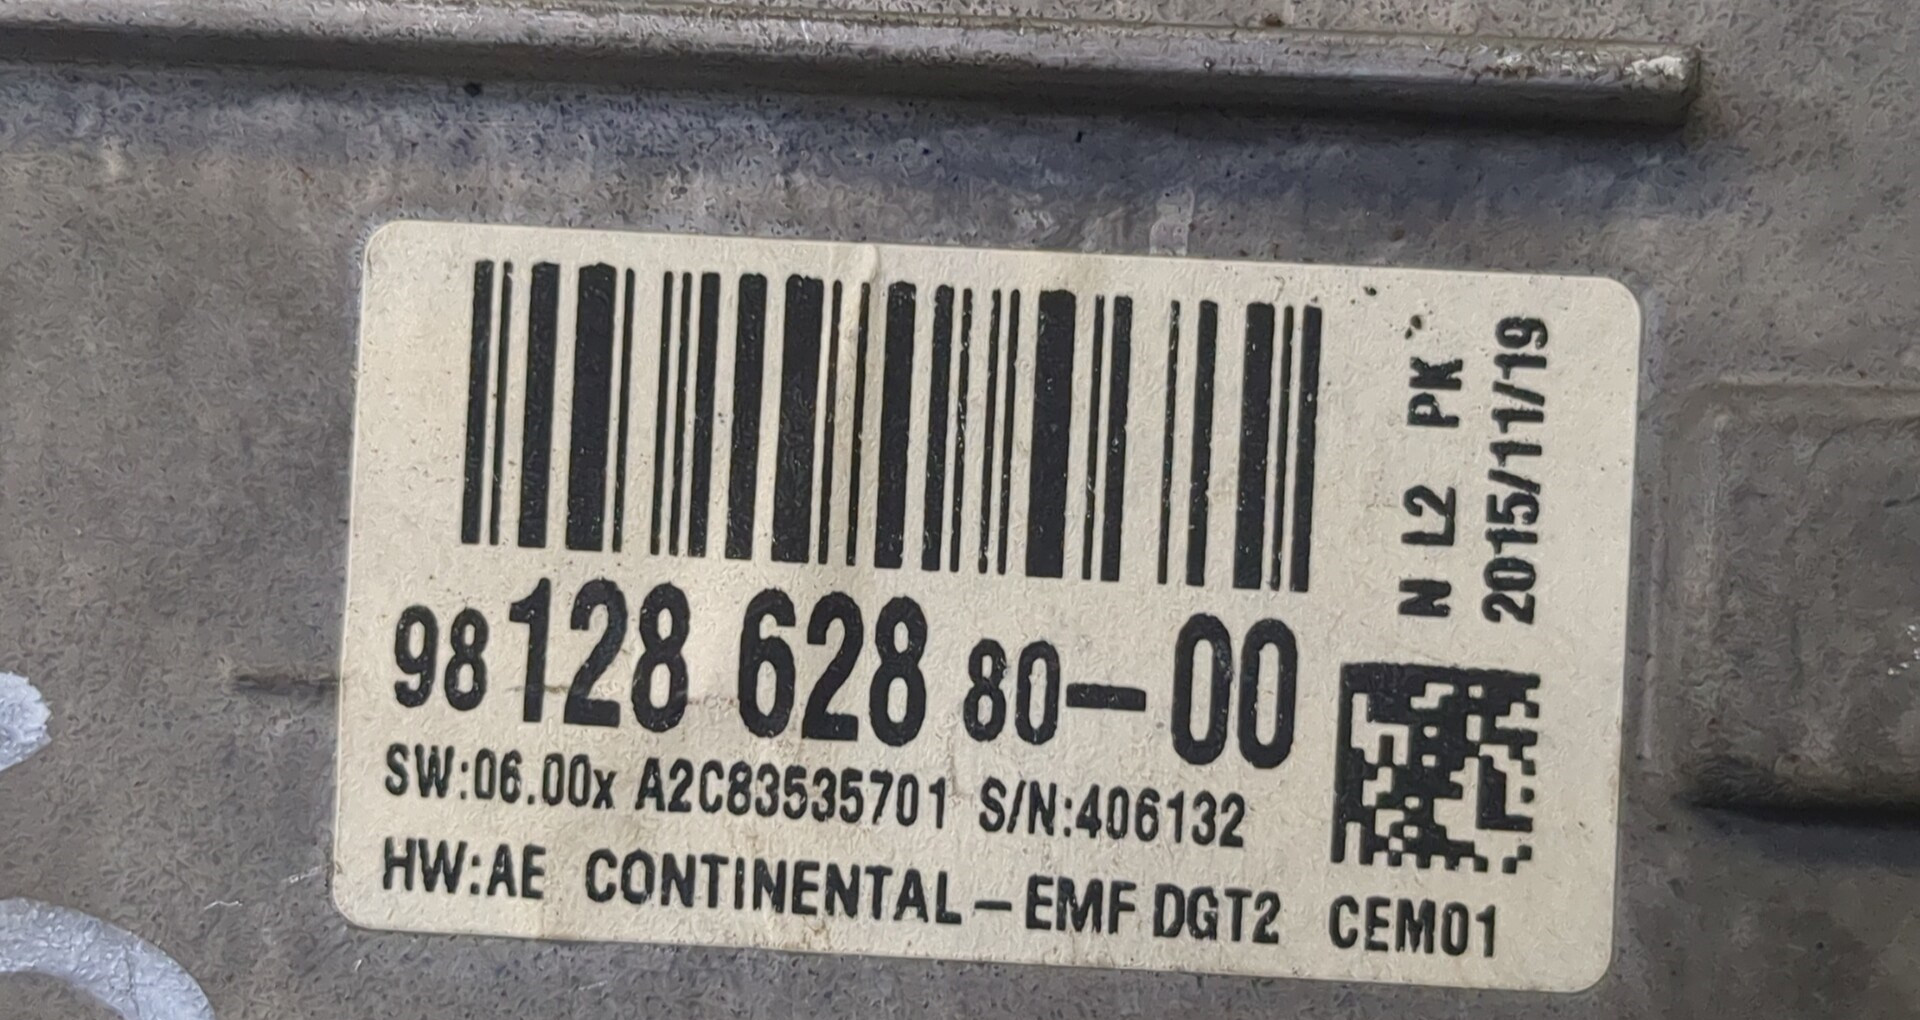 98 128 628 80-00
SW:06.00x A2C83535701 S/N:406132
HW:AE CONTINENTAL-EMF DGT2 CEM01
N L2 PK
2015/11/19